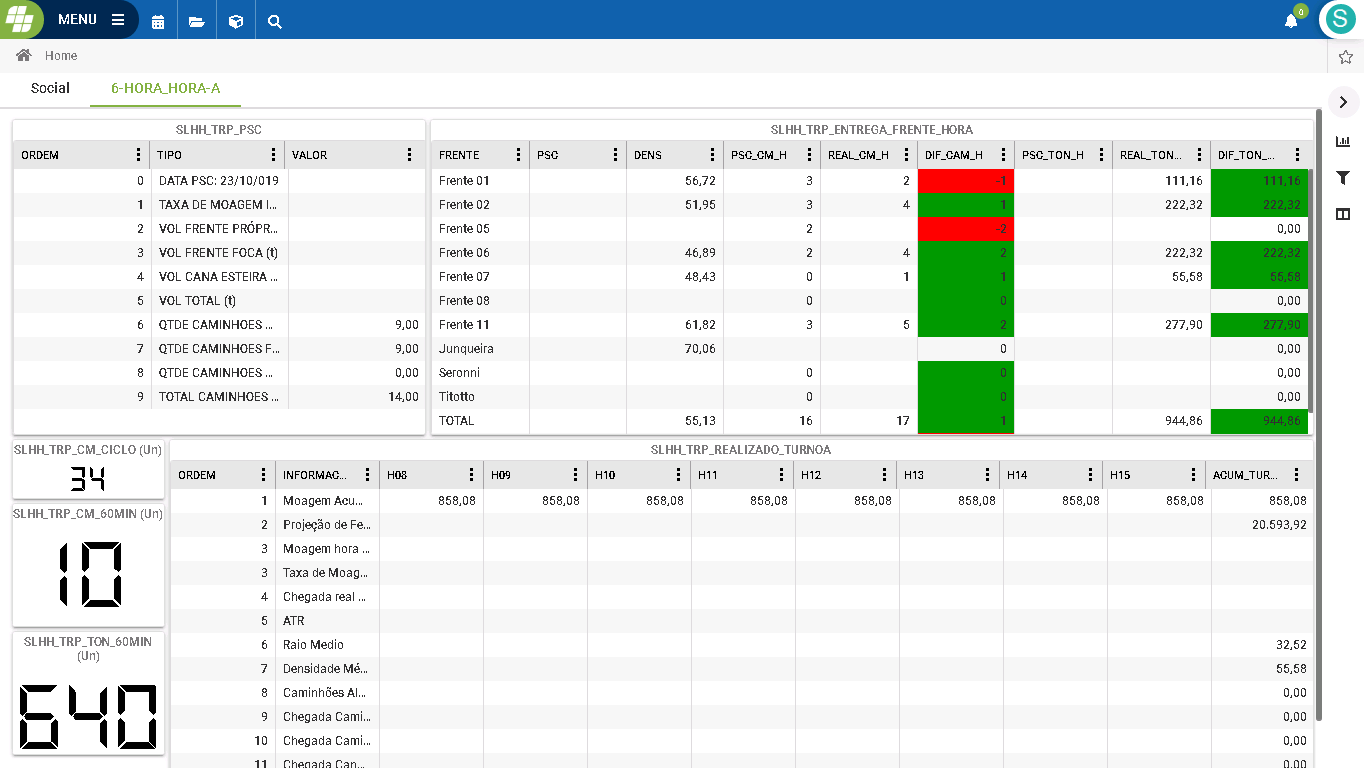 MENU
0
S
Home
Social 6-HORA_HORA-A
SLHH_TRP_PSC
ORDEM TIPO VALOR
0 DATA PSC: 23/10/019
1 TAXA DE MOAGEM I...
2 VOL FRENTE PRÓPR...
3 VOL FRENTE FOCA (t)
4 VOL CANA ESTEIRA ...
5 VOL TOTAL (t)
6 QTDE CAMINHOES ... 9,00
7 QTDE CAMINHOES F... 9,00
8 QTDE CAMINHOES ... 0,00
9 TOTAL CAMINHOES ... 14,00
SLHH_TRP_ENTREGA_FRENTE_HORA
FRENTE PSC DENS PSC_CM_H REAL_CM_H DIF_CAM_H PSC_TON_H REAL_TON... DIF_TON_...
Frente 01 56,72 3 2 -1 111,16 111,16
Frente 02 51,95 3 4 1 222,32 222,32
Frente 05 2 -2 0,00
Frente 06 46,89 2 4 2 222,32 222,32
Frente 07 48,43 0 1 1 55,58 55,58
Frente 08 0 0 0,00
Frente 11 61,82 3 5 2 277,90 277,90
Junqueira 70,06 0 0,00
Seronni 0 0 0,00
Titotto 0 0 0,00
TOTAL 55,13 16 17 1 944,86 944,86
SLHH_TRP_CM_CICLO (Un)
34
SLHH_TRP_CM_60MIN (Un)
10
SLHH_TRP_TON_60MIN
(Un)
640
SLHH_TRP_REALIZADO_TURNOA
ORDEM INFORMAC... H08 H09 H10 H11 H12 H13 H14 H15 ACUM_TUR...
1 Moagem Acu... 858,08 858,08 858,08 858,08 858,08 858,08 858,08 858,08 858,08
2 Projeção de Fe... 20.593,92
3 Moagem hora ...
3 Taxa de Moag...
4 Chegada real ...
5 ATR
6 Raio Medio 32,52
7 Densidade Mé... 55,58
8 Caminhões Al... 0,00
9 Chegada Cami... 0,00
10 Chegada Cami... 0,00
11 Chegada Can... 0,00